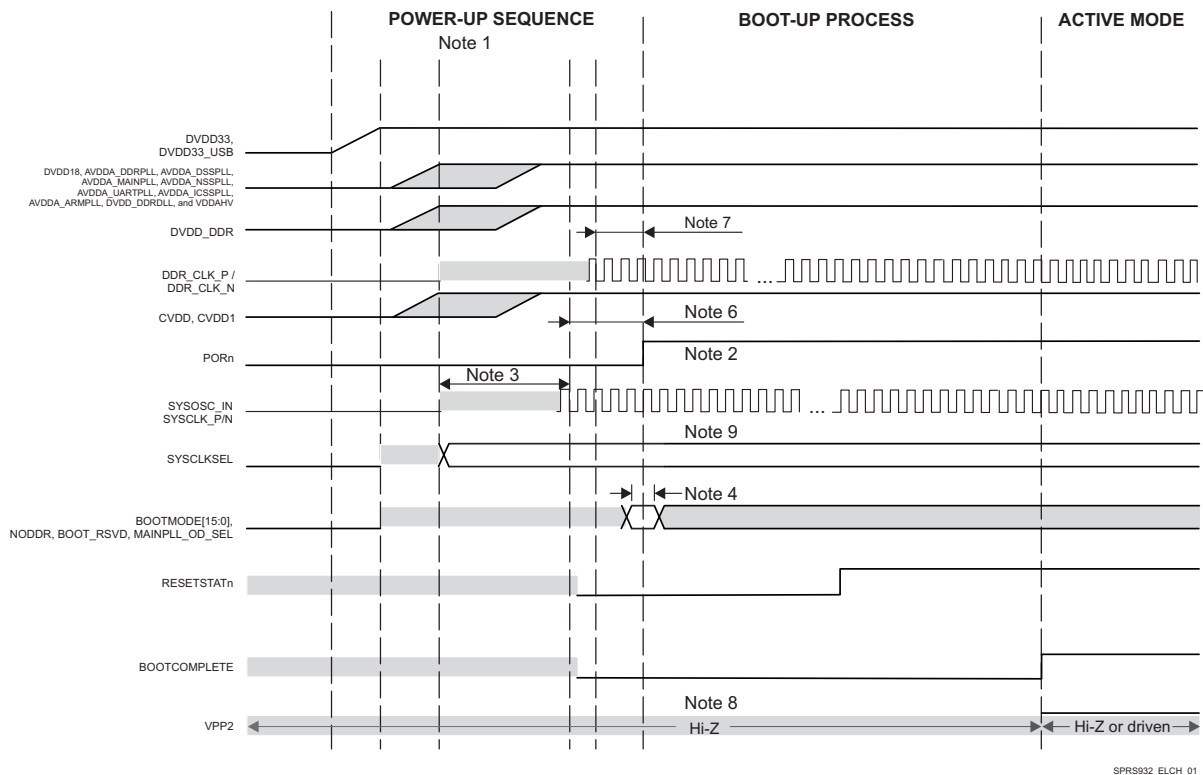 POWER-UP SEQUENCE
BOOT-UP PROCESS
ACTIVE MODE
Note 1
DVDD33,
DVDD33_USB
DVDD18, AVDDA_DDRPLL, AVDDA_DSSPLL,
AVDDA_MAINPLL, AVDDA_NSSPLL,
AVDDA_UARTPLL, AVDDA_ICSSPLL,
AVDDA_ARMPLL, DVDD_DDRDLL, and VDDAHV
DVDD_DDR
Note 7
DDR_CLK_P /
DDR_CLK_N
...
CVDD, CVDD1
Note 6
PORn
Note 2
Note 3
SYSOSC_IN
SYSCLK_P/N
...
Note 9
SYSCLKSEL
Note 4
BOOTMODE[15:0],
NODDR, BOOT_RSVD, MAINPLL_OD_SEL
RESETSTATn
BOOTCOMPLETE
Note 8
VPP2
Hi-Z
Hi-Z or driven
SPRS932_ELCH_01